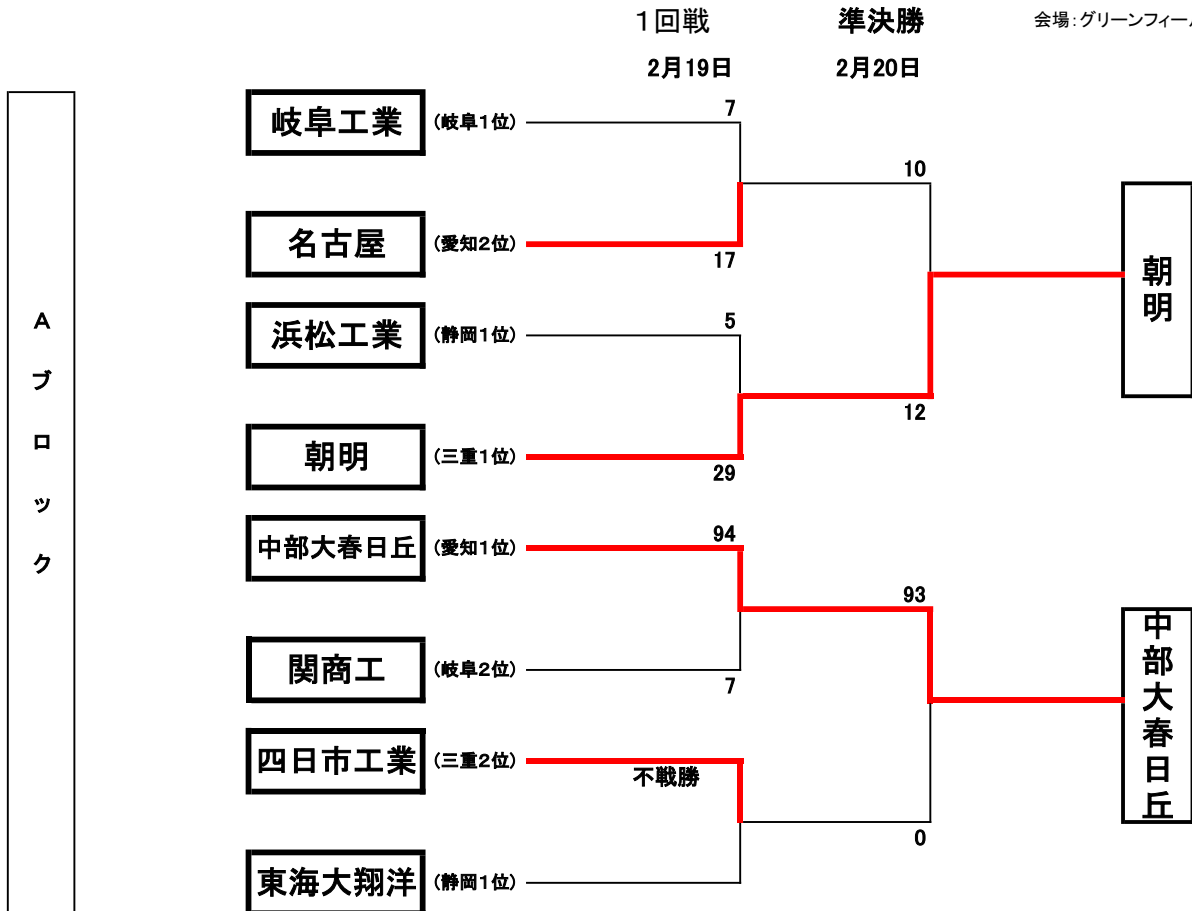 1回戦 準決勝 会場:グリーンフィール
2月19日 2月20日
Aブロック
岐阜工業 (岐阜1位) 7
10
名古屋 (愛知2位) 17
浜松工業 (静岡1位) 5
朝明
12
朝明 (三重1位) 29
中部大春日丘 (愛知1位) 94
93
関商工 (岐阜2位) 7
中部大春日丘
四日市工業 (三重2位) 不戦勝
0
東海大翔洋 (静岡1位)